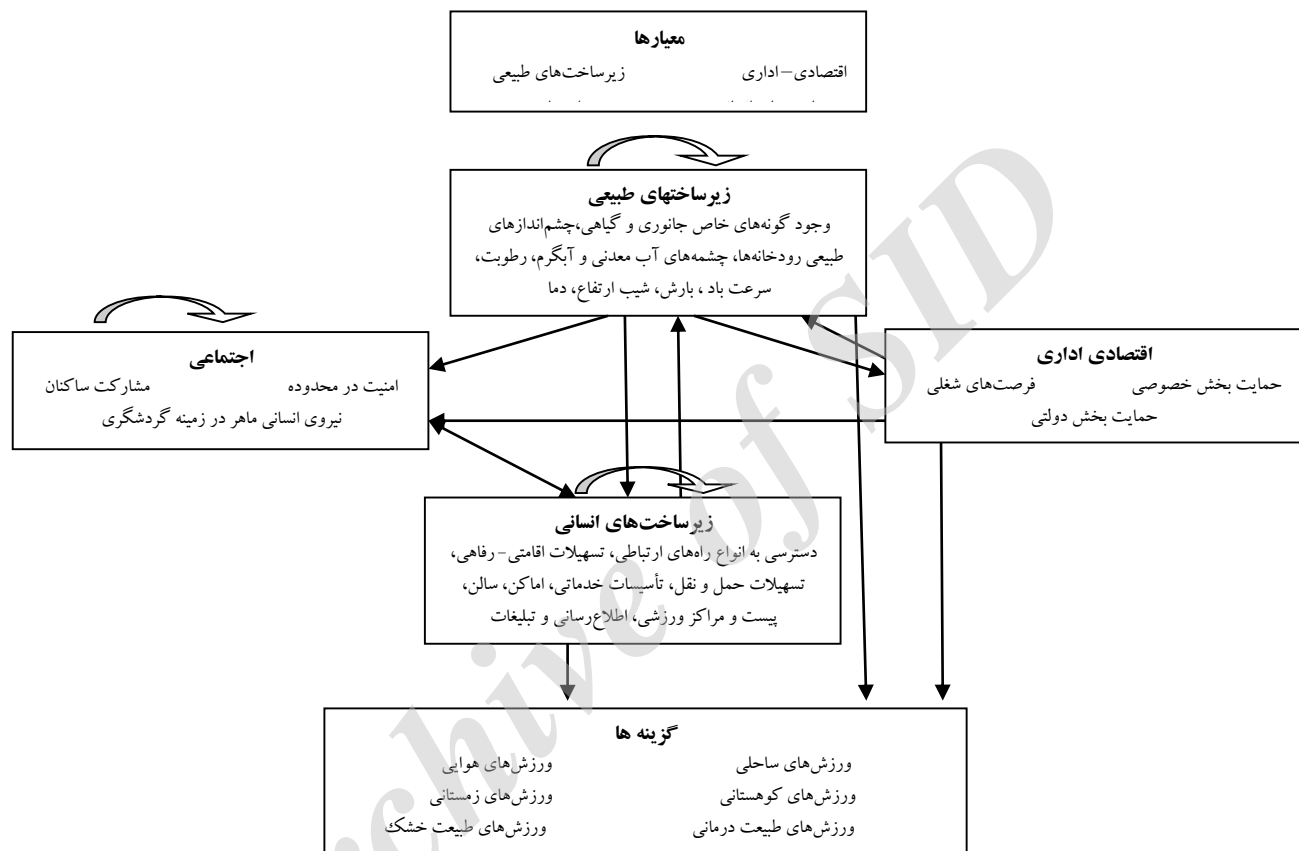 معیارها
اقتصادی–اداری زیرساخت‌های طبیعی
زیرساختهای طبیعی
وجود گونه‌های خاص جانوری و گیاهی،چشم‌اندازهای
طبیعی رودخانه‌ها، چشمه‌های آب معدنی و آبگرم، رطوبت،
سرعت باد ، بارش، شیب ارتفاع، دما
اقتصادی اداری
حمایت بخش خصوصی فرصت‌های شغلی
حمایت بخش دولتی
اجتماعی
امنیت در محدوده مشارکت ساکنان
نیروی انسانی ماهر در زمینه گردشگری
زیرساخت‌های انسانی
دسترسی به انواع راه‌های ارتباطی، تسهیلات اقامتی- رفاهی،
تسهیلات حمل و نقل، تأسیسات خدماتی، اماکن، سالن،
پیست و مراکز ورزشی، اطلاع‌رسانی و تبلیغات
گزینه ها
ورزش‌های ساحلی ورزش‌های هوایی
ورزش‌های کوهستانی ورزش‌های زمستانی
ورزش‌های طبیعت درمانی ورزش‌های طبیعت خشک
chive of SID